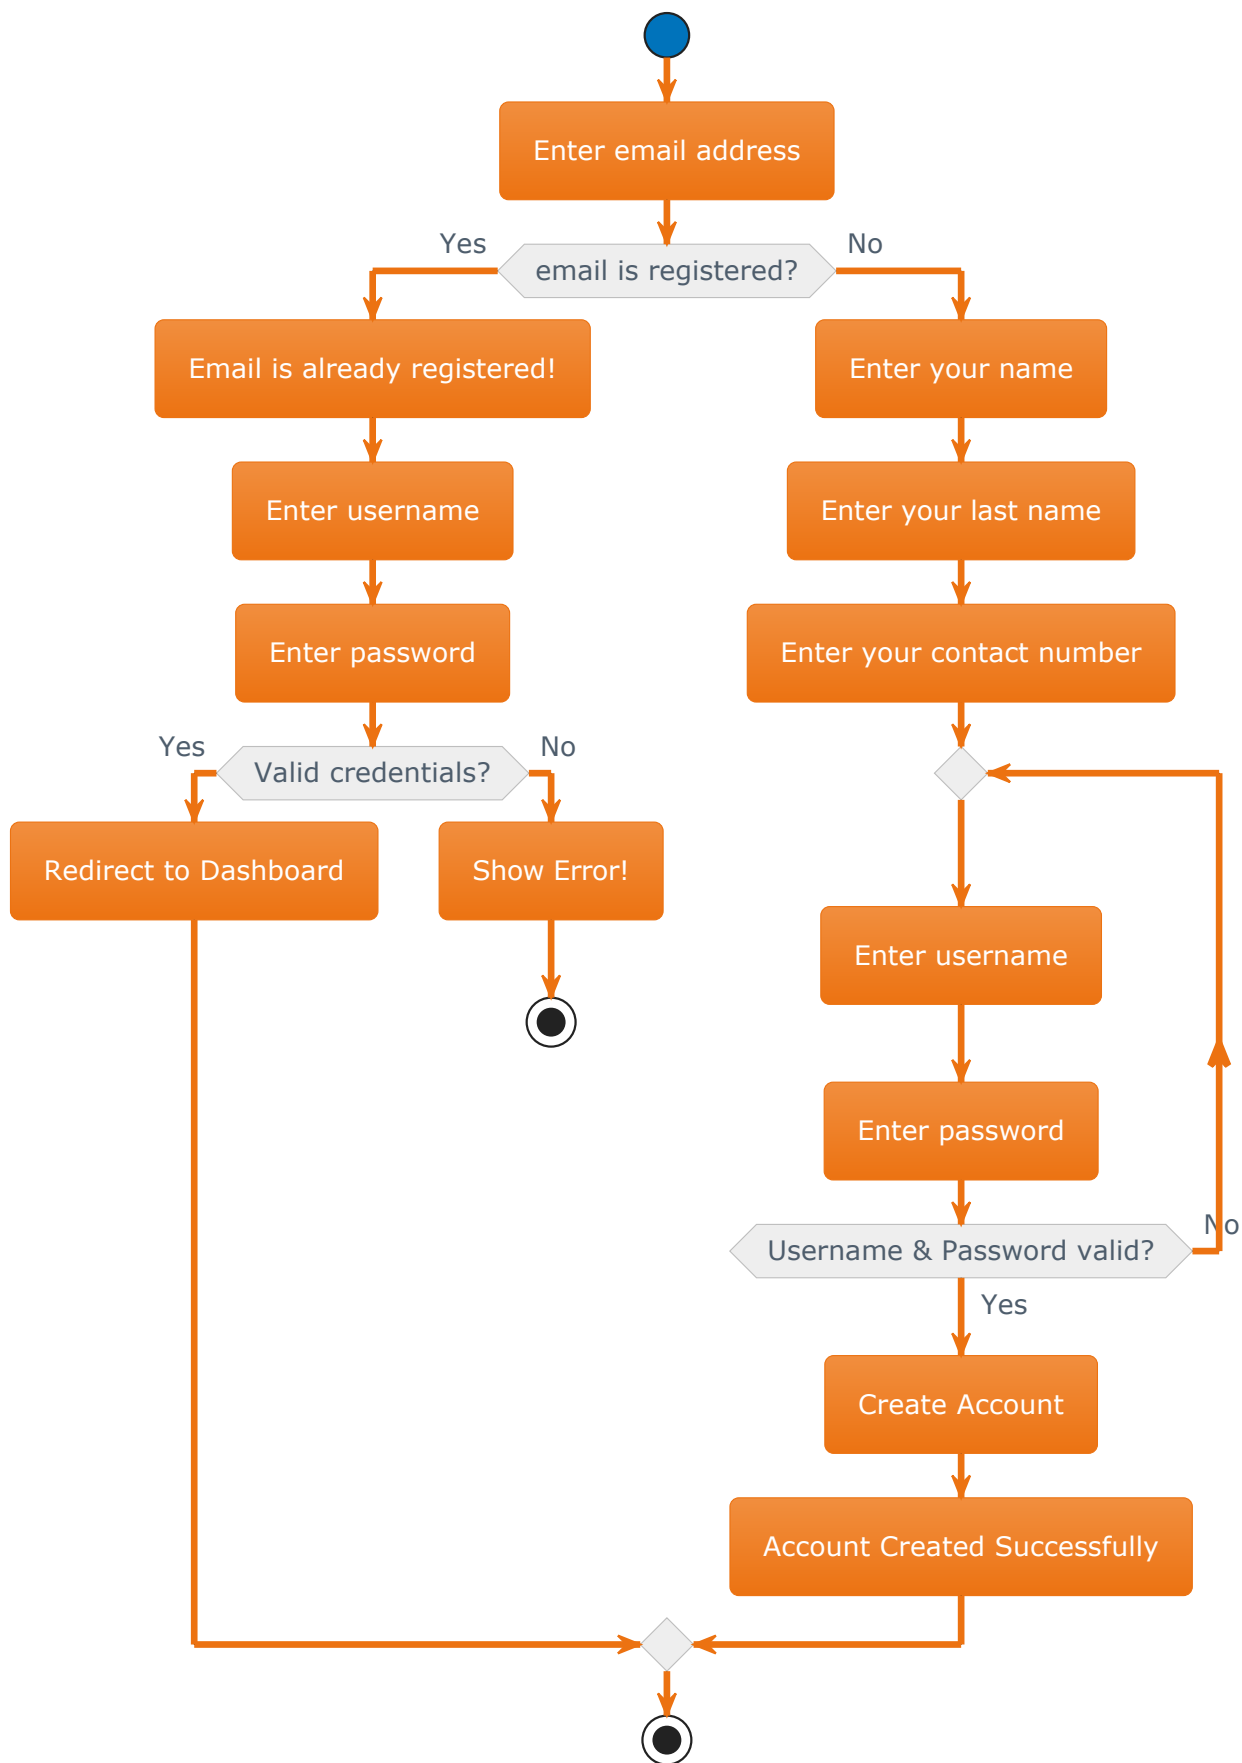 Enter email address
Yes
No
email is registered?
Email is already registered!
Enter your name
Enter username
Enter your last name
Enter password
Enter your contact number
Yes
No
Valid credentials?
Redirect to Dashboard
Show Error!
Enter username
Enter password
No
Username & Password valid?
Yes
Create Account
Account Created Successfully